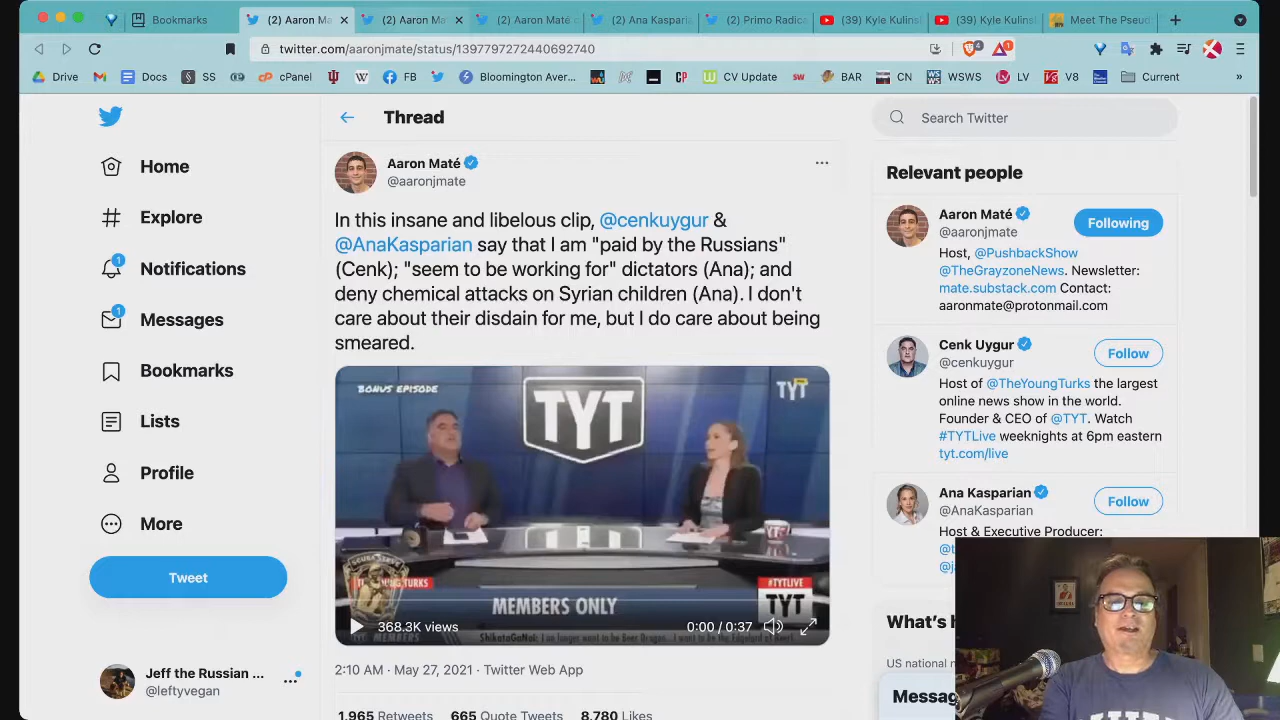 Bookmarks
(2) Aaron Ma
(2) Aaron Ma
(2) Aaron Maté
(2) Ana Kasparia
(2) Primo Radic
(39) Kyle Kulins
(39) Kyle Kulins
Meet The Pseud
twitter.com/aaronjmate/status/1397797272440692740
4
1
Drive
Docs
SS
cPanel
FB
Bloomington Aver...
CV Update
SW
BAR
CN
WSWS
LV
V8
Current
»
Home
Explore
1
Notifications
1
Messages
Bookmarks
Lists
Profile
More
Tweet
Jeff the Russian ...
@leftyvegan
Thread
Aaron Maté
@aaronjmate
In this insane and libelous clip, @cenkuygur &
@AnaKasparian say that I am "paid by the Russians"
(Cenk); "seem to be working for" dictators (Ana); and
deny chemical attacks on Syrian children (Ana). I don't
care about their disdain for me, but I do care about being
smeared.
BONUS EPISODE
TYT
TYT
#TYTLIVE
TYT
MEMBERS ONLY
368.3K views
0:00 / 0:37
2:10 AM · May 27, 2021 · Twitter Web App
1,965 Retweets 665 Quote Tweets 8,780 Likes
Search Twitter
Relevant people
Aaron Maté
@aaronjmate
Following
Host, @PushbackShow
@TheGrayzoneNews. Newsletter:
mate.substack.com Contact:
aaronmate@protonmail.com
Cenk Uygur
@cenkuygur
Follow
Host of @TheYoungTurks the largest
online news show in the world.
Founder & CEO of @TYT. Watch
#TYTLive weeknights at 6pm eastern
tyt.com/live
Ana Kasparian
@AnaKasparian
Follow
Host & Executive Producer:
What's h
US national n
Messag